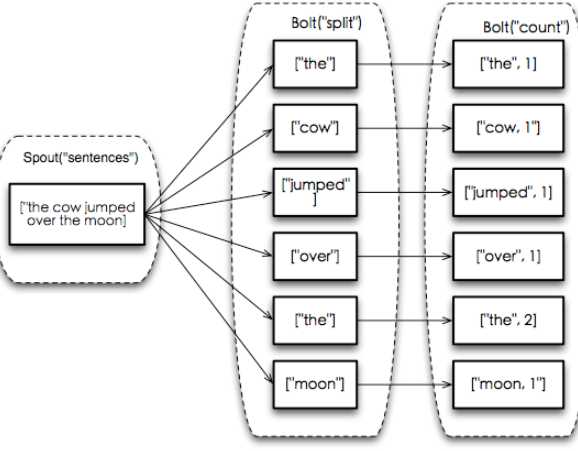 Bolt("split")
Bolt("count")
["the"]
["the", 1]
["cow"]
["cow, 1"]
Spout("sentences")
["the cow jumped
over the moon]
["jumped"
]
["jumped", 1]
["over"]
["over", 1]
["the"]
["the", 2]
["moon"]
["moon, 1"]